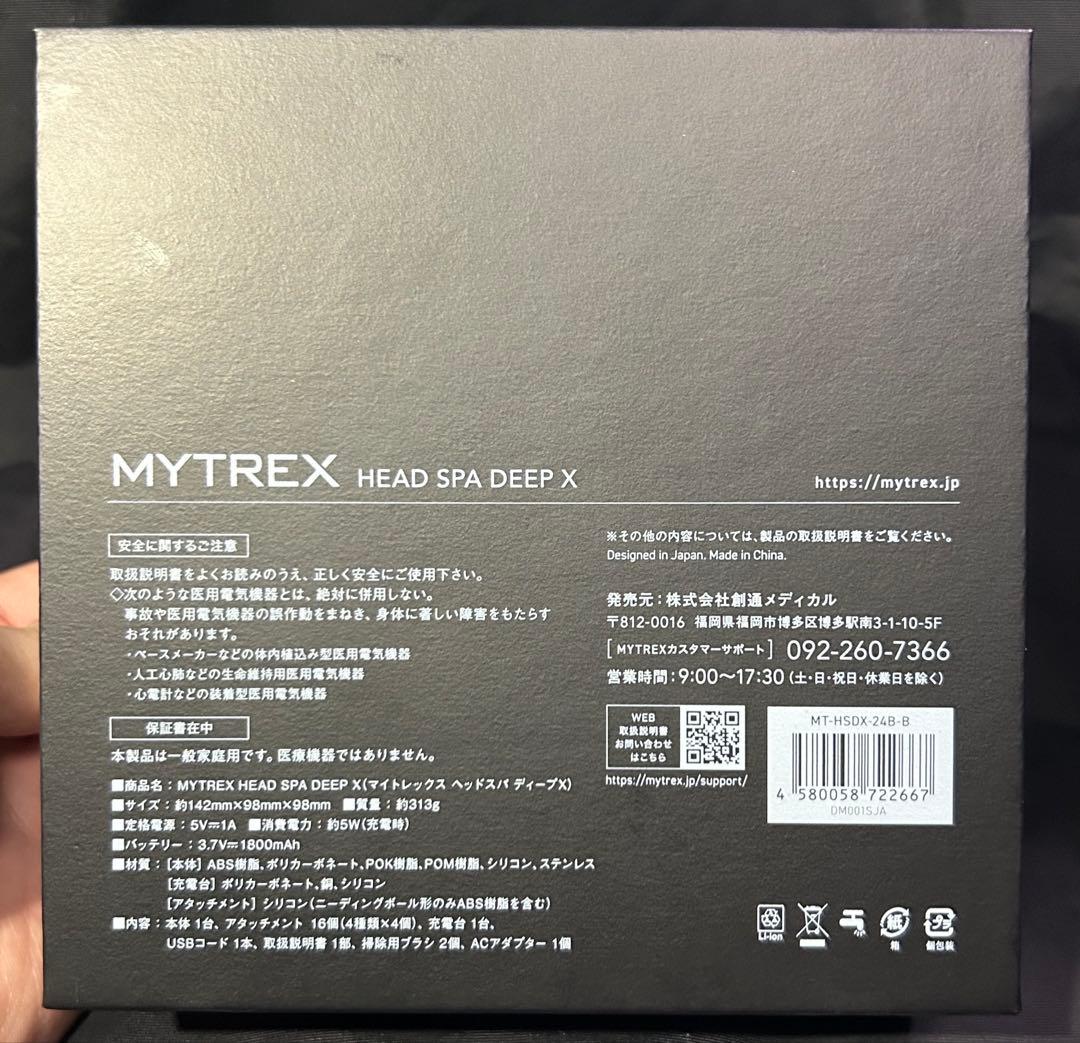 MYTREX HEAD SPA DEEP X
https://mytrex.jp
安全に関するご注意
取扱説明書をよくお読みのうえ、正しく安全にご使用下さい。
◇次のような医用電気機器とは、絶対に併用しない。
事故や医用電気機器の誤作動をまねき、身体に著しい障害をもたらす
おそれがあります。
・ペースメーカーなどの体内植込み型医用電気機器
・人工心肺などの生命維持用医用電気機器
・心電計などの装着型医用電気機器
保証書在中
本製品は一般家庭用です。医療機器ではありません。
■商品名：MYTREX HEAD SPA DEEP X(マイトレックス ヘッドスパ ディープX)
■サイズ：約142mm×98mm×98mm ■質量：約313g
■定格電源：5V⎓1A ■消費電力：約5W(充電時)
■バッテリー：3.7V⎓1800mAh
■材質：[本体] ABS樹脂、ポリカーボネート、POK樹脂、POM樹脂、シリコン、ステンレス
[充電台] ポリカーボネート、銅、シリコン
[アタッチメント] シリコン(ニーディングボール形のみABS樹脂を含む)
■内容：本体 1台、アタッチメント 16個(4種類×4個)、充電台 1台、
USBコード 1本、取扱説明書 1部、掃除用ブラシ 2個、ACアダプター 1個
※その他の内容については、製品の取扱説明書をご覧ください。
Designed in Japan. Made in China.
発売元：株式会社創通メディカル
〒812-0016 福岡県福岡市博多区博多駅南3-1-10-5F
[MYTREXカスタマーサポート] 092-260-7366
営業時間：9:00〜17:30(土・日・祝日・休業日を除く)
WEB
取扱説明書
お問い合わせ
はこちら
https://mytrex.jp/support/
MT-HSDX-24B-B
4 580058 722667
DM001SJA
Li-ion
紙
箱
プラ
個包装